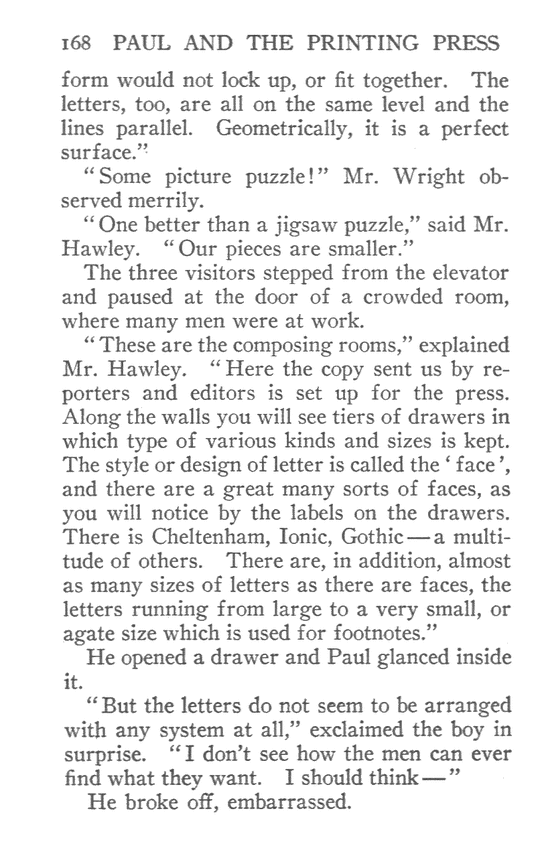 168 PAUL AND THE PRINTING PRESS
form would not lock up, or fit together. The
letters, too, are all on the same level and the
lines parallel. Geometrically, it is a perfect
surface."
"Some picture puzzle!" Mr. Wright ob-
served merrily.
"One better than a jigsaw puzzle," said Mr.
Hawley. "Our pieces are smaller."
The three visitors stepped from the elevator
and paused at the door of a crowded room,
where many men were at work.
"These are the composing rooms," explained
Mr. Hawley. "Here the copy sent us by re-
porters and editors is set up for the press.
Along the walls you will see tiers of drawers in
which type of various kinds and sizes is kept.
The style or design of letter is called the 'face',
and there are a great many sorts of faces, as
you will notice by the labels on the drawers.
There is Cheltenham, Ionic, Gothic—a multi-
tude of others. There are, in addition, almost
as many sizes of letters as there are faces, the
letters running from large to a very small, or
agate size which is used for footnotes."
He opened a drawer and Paul glanced inside
it.
"But the letters do not seem to be arranged
with any system at all," exclaimed the boy in
surprise. "I don't see how the men can ever
find what they want. I should think—"
He broke off, embarrassed.